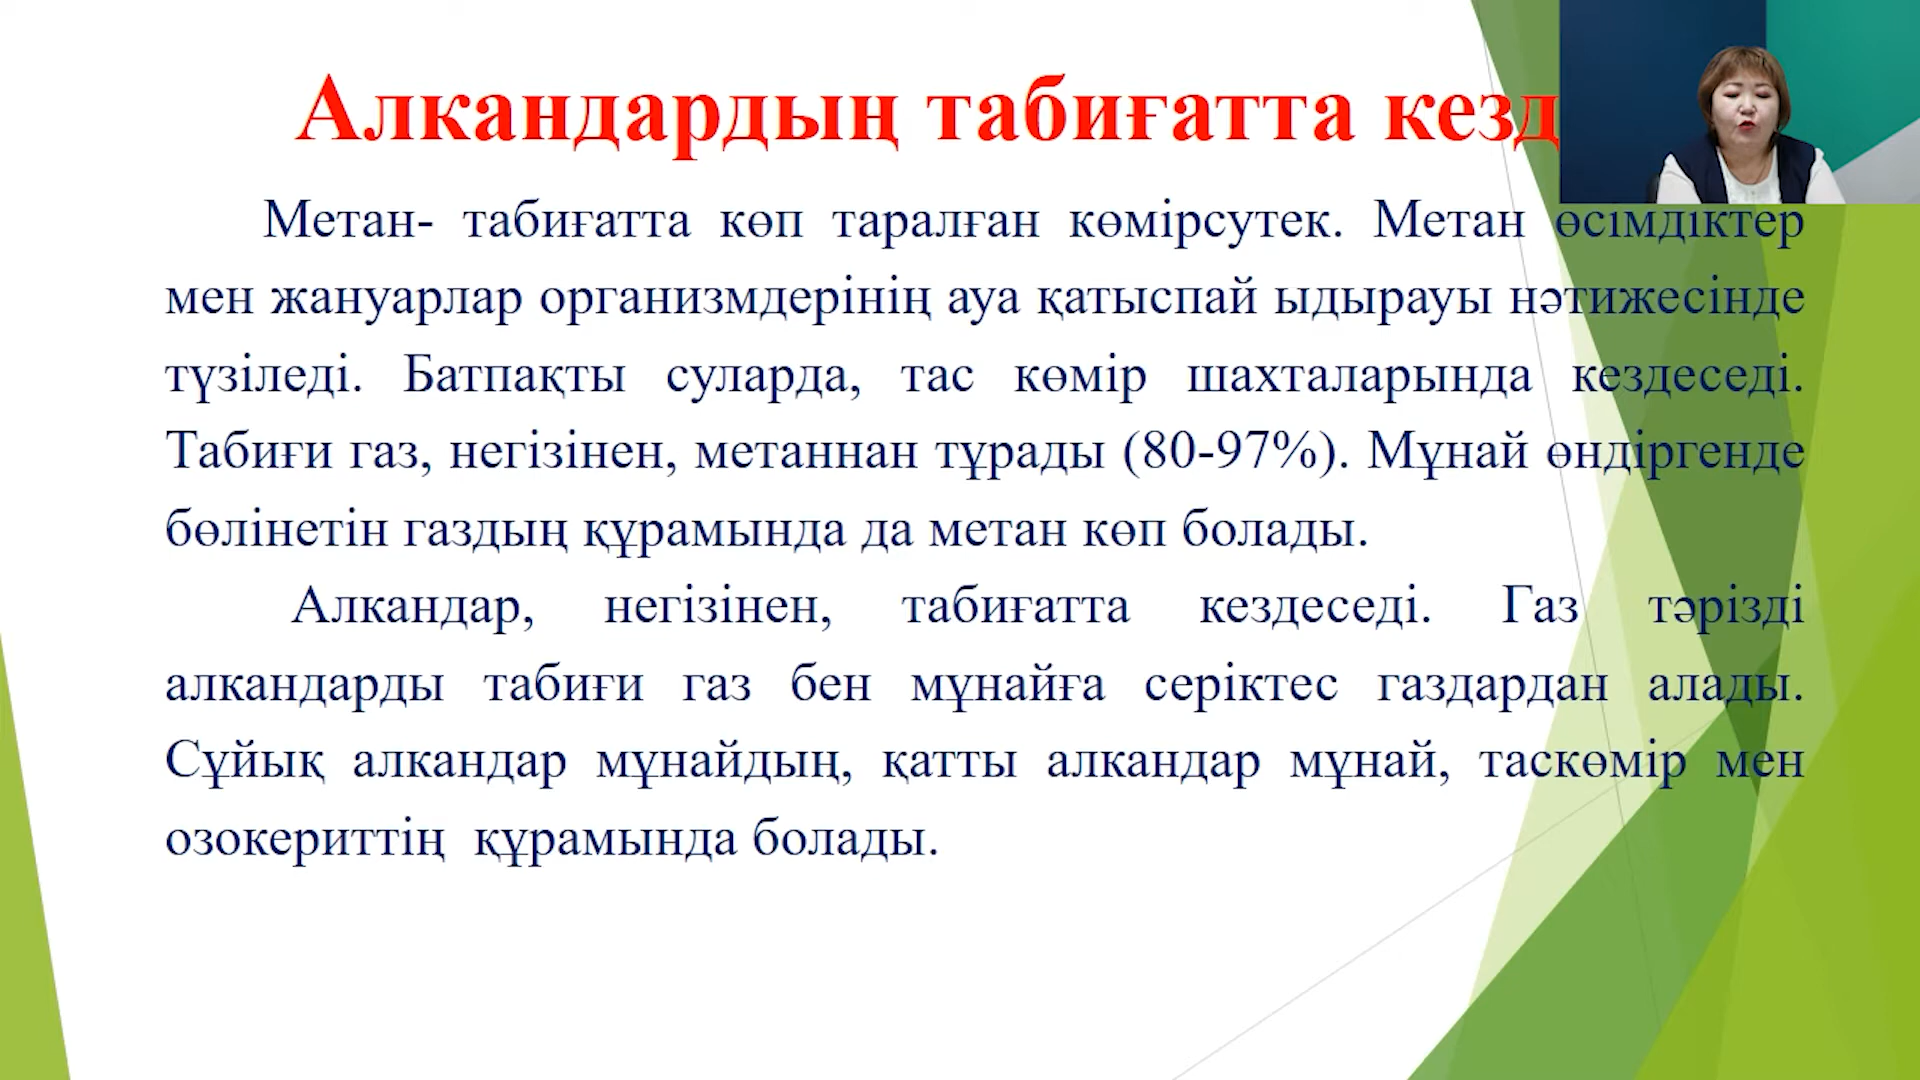 Алкандардың табиғатта
Метан- табиғатта көп таралған көмірсутек. Метан өсімдіктер
мен жануарлар организмдерінің ауа қатыспай ыдырауы нәтижесінде
түзіледі. Батпақты суларда, тас көмір шахталарында кездеседі.
Табиғи газ, негізінен, метаннан тұрады (80-97%). Мұнай өндіргенде
бөлінетін газдың құрамында да метан көп болады.
Алкандар, негізінен, табиғатта кездеседі. Газ тәрізді
алкандарды табиғи газ бен мұнайға серіктес газдардан алады.
Сұйық алкандар мұнайдың, қатты алкандар мұнай, таскөмір мен
озокериттің құрамында болады.